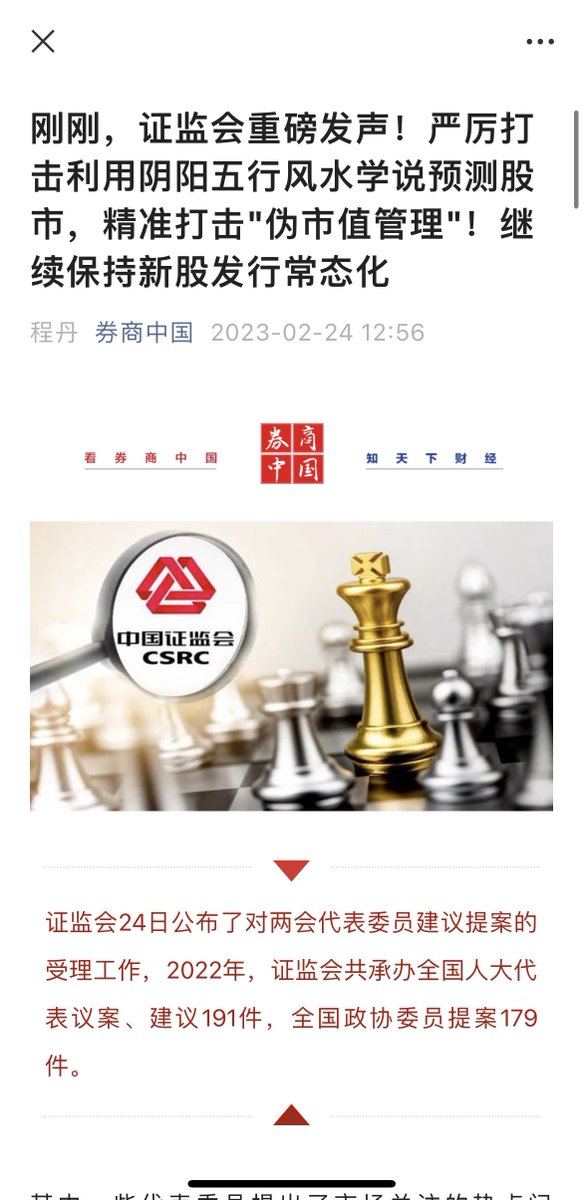 刚刚，证监会重磅发声！严厉打
击利用阴阳五行风水学说预测股
市，精准打击"伪市值管理"！继
续保持新股发行常态化
程丹 券商中国 2023-02-24 12:56
看券商中国
券商
中国
知天下财经
中国证监会
CSRC
证监会24日公布了对两会代表委员建议提案的
受理工作，2022年，证监会共承办全国人大代
表议案、建议191件，全国政协委员提案179
件。